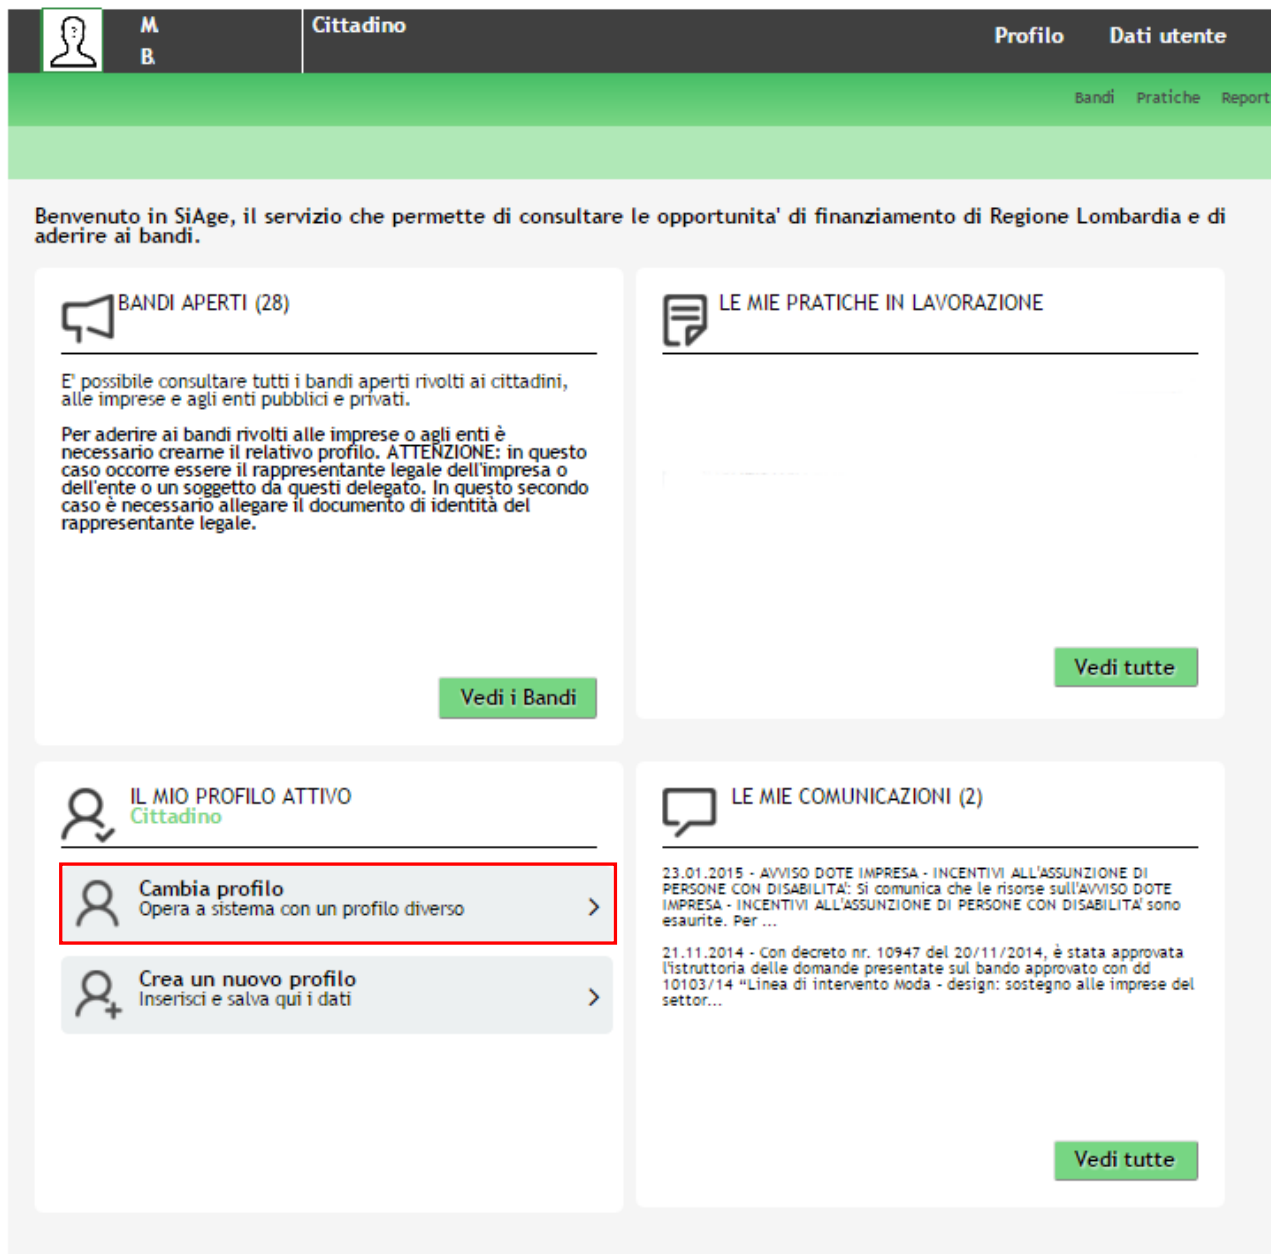 M.
B.
Cittadino
Profilo
Dati utente
Bandi
Pratiche
Report
Benvenuto in SiAge, il servizio che permette di consultare le opportunita' di finanziamento di Regione Lombardia e di
aderire ai bandi.
BANDI APERTI (28)
E' possibile consultare tutti i bandi aperti rivolti ai cittadini,
alle imprese e agli enti pubblici e privati.
Per aderire ai bandi rivolti alle imprese o agli enti è
necessario crearne il relativo profilo. ATTENZIONE: in questo
caso occorre essere il rappresentante legale dell'impresa o
dell'ente o un soggetto da questi delegato. In questo secondo
caso è necessario allegare il documento di identità del
rappresentante legale.
Vedi i Bandi
LE MIE PRATICHE IN LAVORAZIONE
Vedi tutte
IL MIO PROFILO ATTIVO
Cittadino
Cambia profilo
Opera a sistema con un profilo diverso
Crea un nuovo profilo
Inserisci e salva qui i dati
LE MIE COMUNICAZIONI (2)
23.01.2015 - AVVISO DOTE IMPRESA - INCENTIVI ALL'ASSUNZIONE DI
PERSONE CON DISABILITA': Si comunica che le risorse sull'AVVISO DOTE
IMPRESA - INCENTIVI ALL'ASSUNZIONE DI PERSONE CON DISABILITA' sono
esaurite. Per ...
21.11.2014 - Con decreto nr. 10947 del 20/11/2014, è stata approvata
l'istruttoria delle domande presentate sul bando approvato con dd
10103/14 “Linea di intervento Moda - design: sostegno alle imprese del
settor...
Vedi tutte